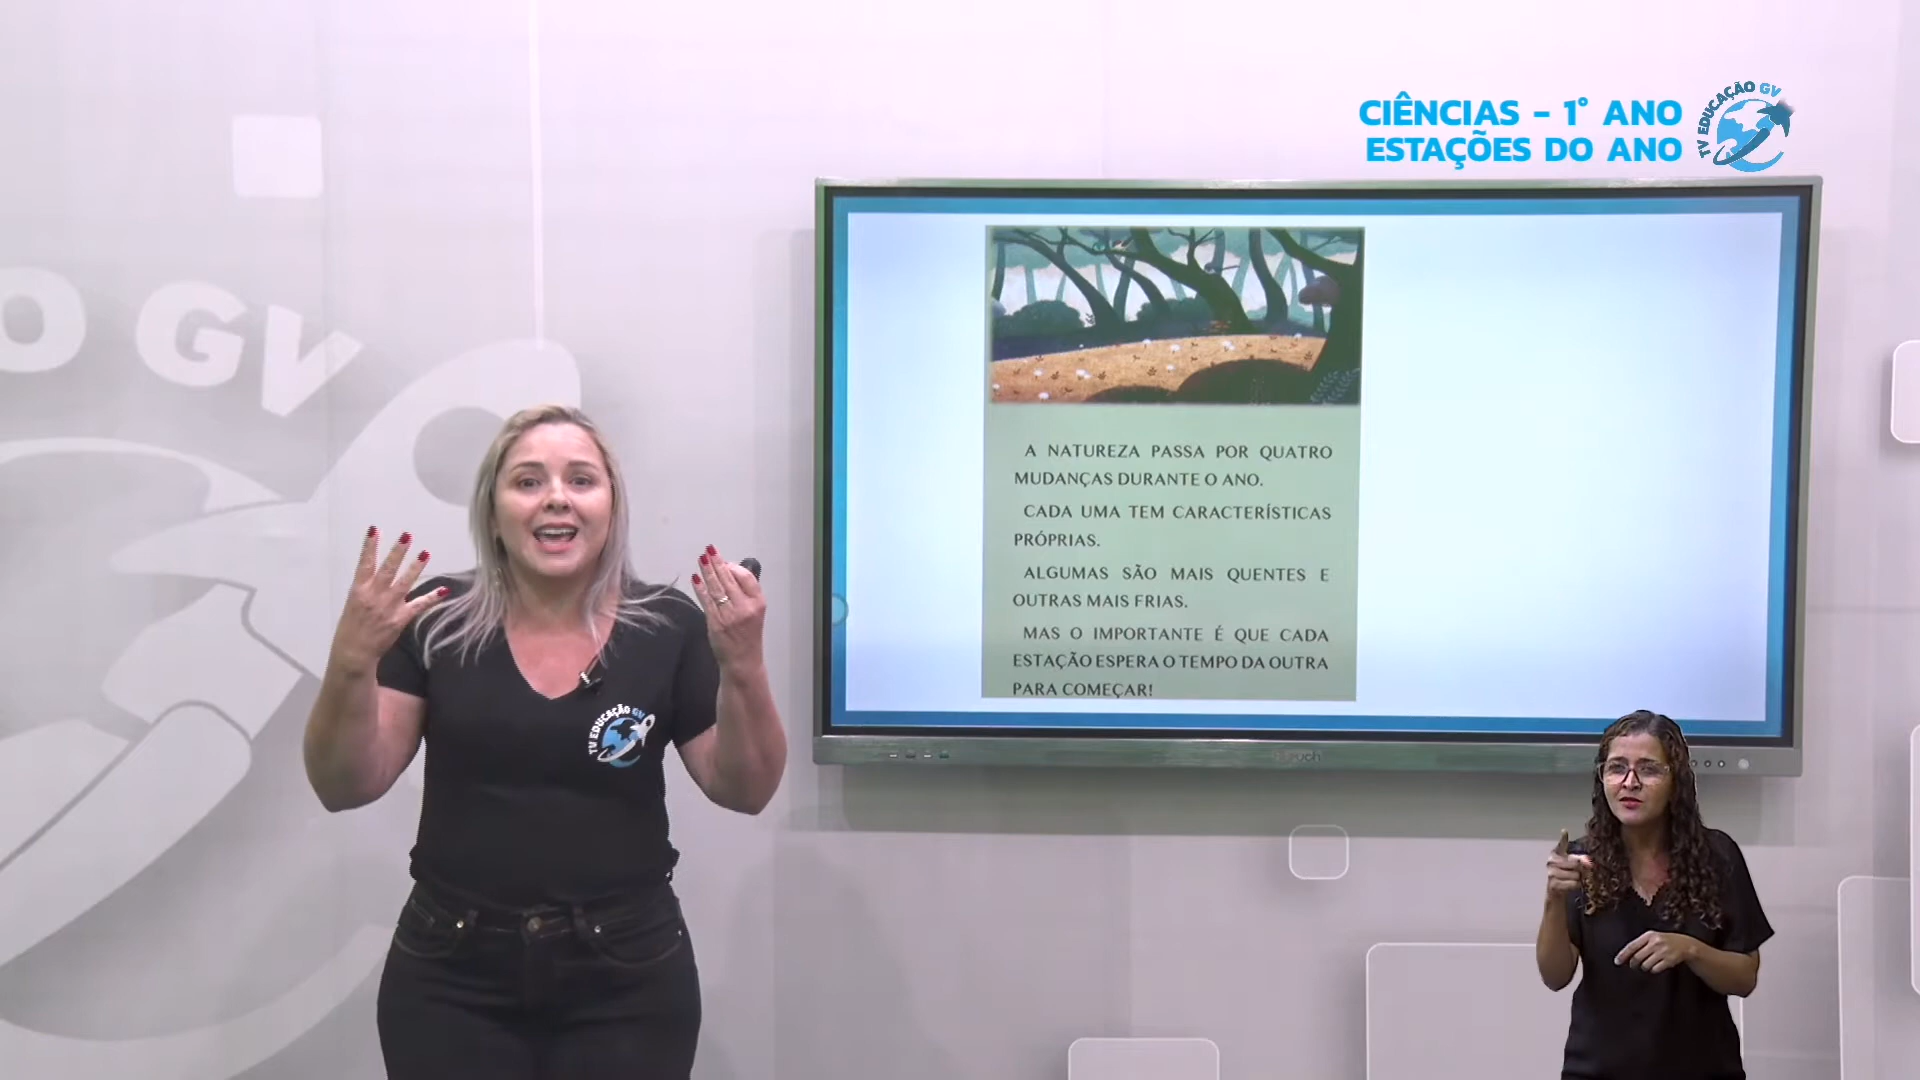 CIÊNCIAS - 1° ANO
ESTAÇÕES DO ANO
TV EDUCAÇÃO GV
O GV
A NATUREZA PASSA POR QUATRO
MUDANÇAS DURANTE O ANO.
CADA UMA TEM CARACTERÍSTICAS
PRÓPRIAS.
ALGUMAS SÃO MAIS QUENTES E
OUTRAS MAIS FRIAS.
MAS O IMPORTANTE É QUE CADA
ESTAÇÃO ESPERA O TEMPO DA OUTRA
PARA COMEÇAR!
TV EDUCAÇÃO GV